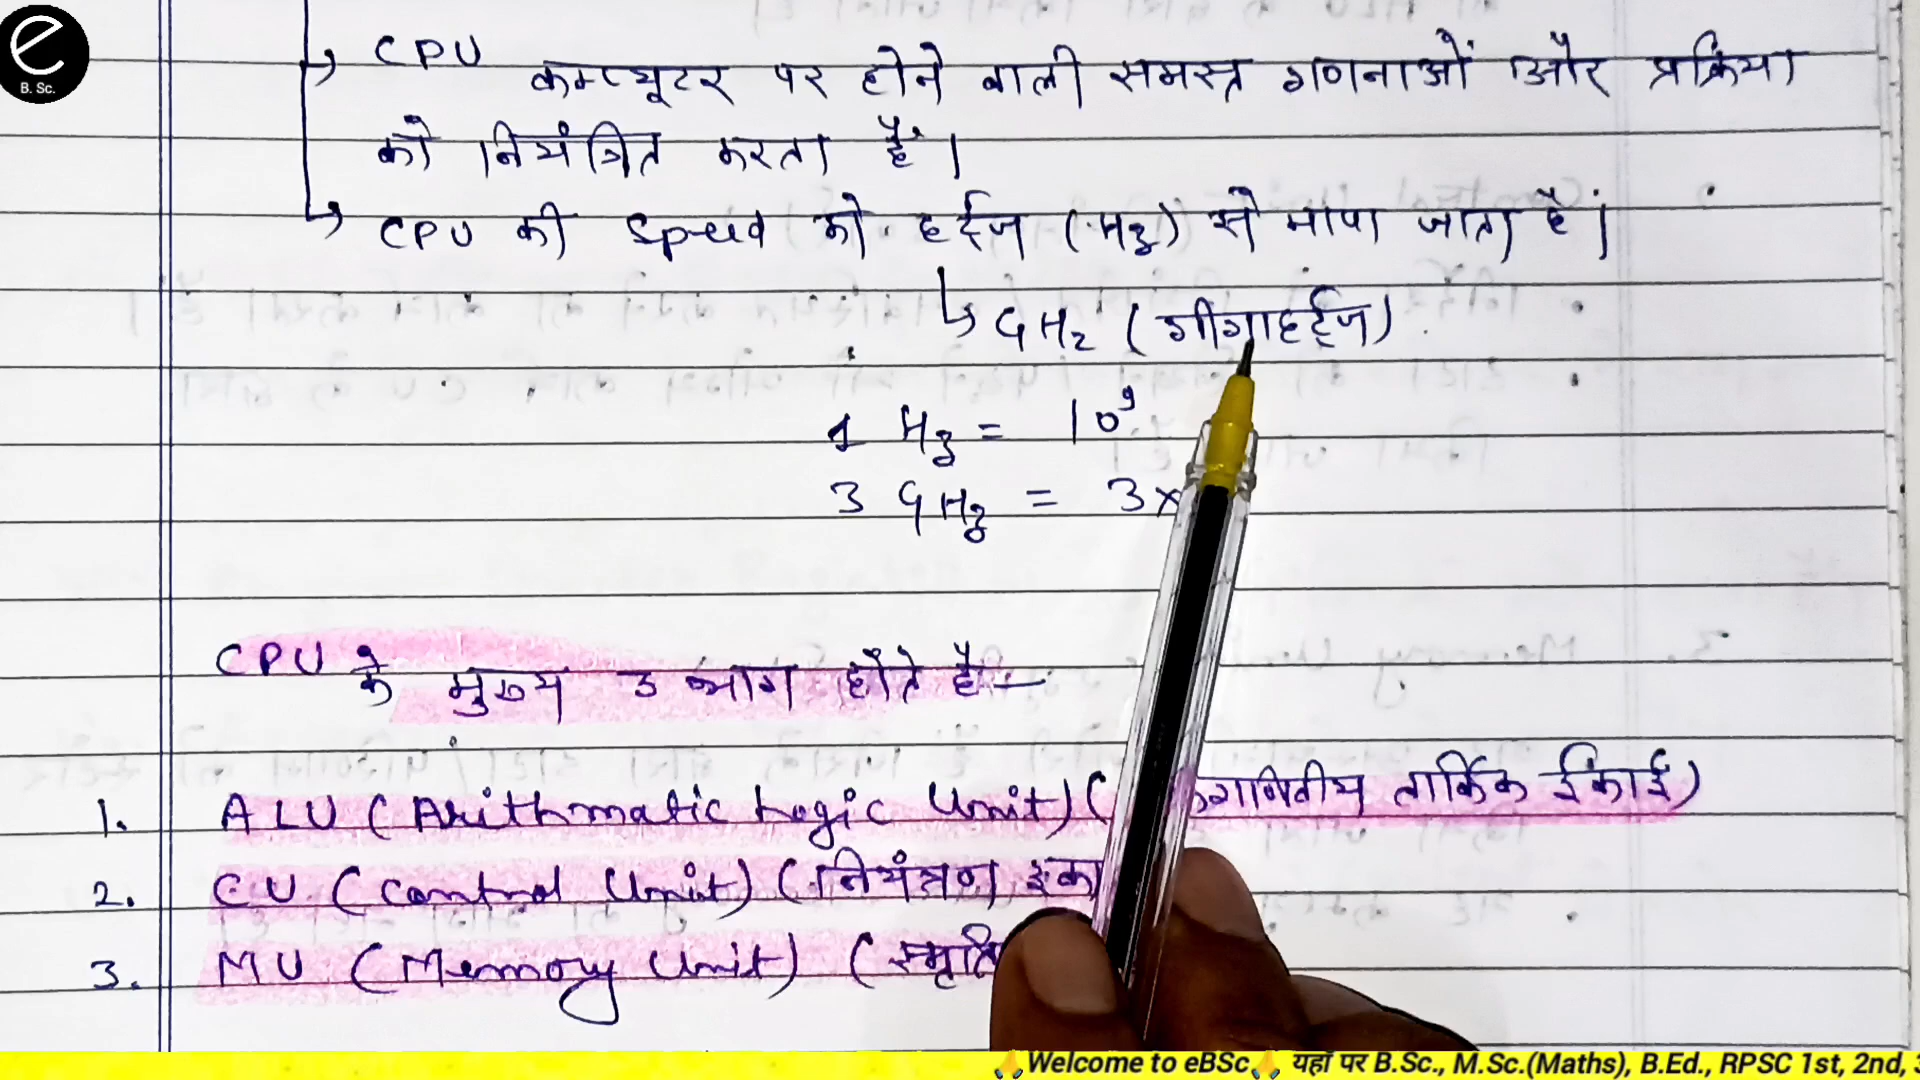 e
B. Sc.
CPU कम्प्यूटर पर होने वाली समस्त गणनाओं और प्रक्रिया
को नियंत्रित करता है।
CPU की Speed को हर्ट्ज (Hz) से मापा जाता है।
GHz (गीगाहर्ट्ज)
1 Hz = 10⁹
3 GHz = 3×
CPU के मुख्य 3 भाग होते है –
1. ALU (Arithmatic Logic Unit) ( तार्किक ईकाई)
2. CU (Control Unit) (नियंत्रण
3. MU (Memory Unit) (स्मृति
🙏Welcome to eBSc🙏 यहाँ पर B.Sc., M.Sc.(Maths), B.Ed., RPSC 1st, 2nd,